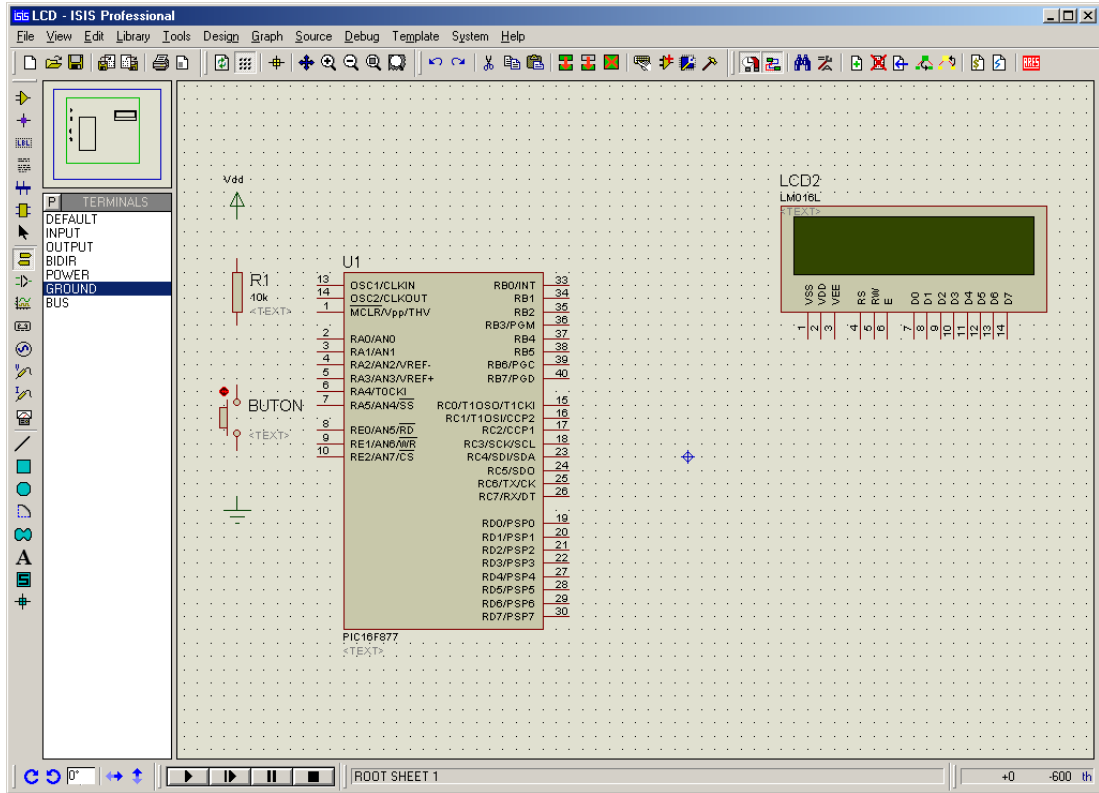 isis LCD - ISIS Professional
File View Edit Library Tools Design Graph Source Debug Template System Help
LBL
ARES
P TERMINALS
DEFAULT
INPUT
OUTPUT
BIDIR
POWER
GROUND
BUS
V
I
A
S
Vdd
R1
10k
<TEXT>
BUTON
<TEXT>
U1
13 OSC1/CLKIN RB0/INT 33
14 OSC2/CLKOUT RB1 34
1 MCLR/Vpp/THV RB2 35
RB3/PGM 36
2 RA0/AN0 RB4 37
3 RA1/AN1 RB5 38
4 RA2/AN2/VREF- RB6/PGC 39
5 RA3/AN3/VREF+ RB7/PGD 40
6 RA4/T0CKI
7 RA5/AN4/SS RC0/T1OSO/T1CKI 15
RC1/T1OSI/CCP2 16
8 RE0/AN5/RD RC2/CCP1 17
9 RE1/AN6/WR RC3/SCK/SCL 18
10 RE2/AN7/CS RC4/SDI/SDA 23
RC5/SDO 24
RC6/TX/CK 25
RC7/RX/DT 26
RD0/PSP0 19
RD1/PSP1 20
RD2/PSP2 21
RD3/PSP3 22
RD4/PSP4 27
RD5/PSP5 28
RD6/PSP6 29
RD7/PSP7 30
PIC16F877
<TEXT>
LCD2
LM016L
<TEXT>
VSS VDD VEE RS RW E D0 D1 D2 D3 D4 D5 D6 D7
1 2 3 4 5 6 7 8 9 10 11 12 13 14
0° ROOT SHEET 1 +0 -600 th